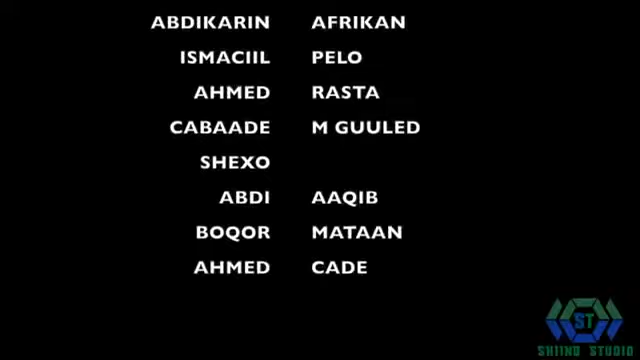 ABDIKARIN AFRIKAN
ISMACIIL PELO
AHMED RASTA
CABAADE M GUULED
SHEXO
ABDI AAQIB
BOQOR MATAAN
AHMED CADE
ST
SHIINO STUDIO